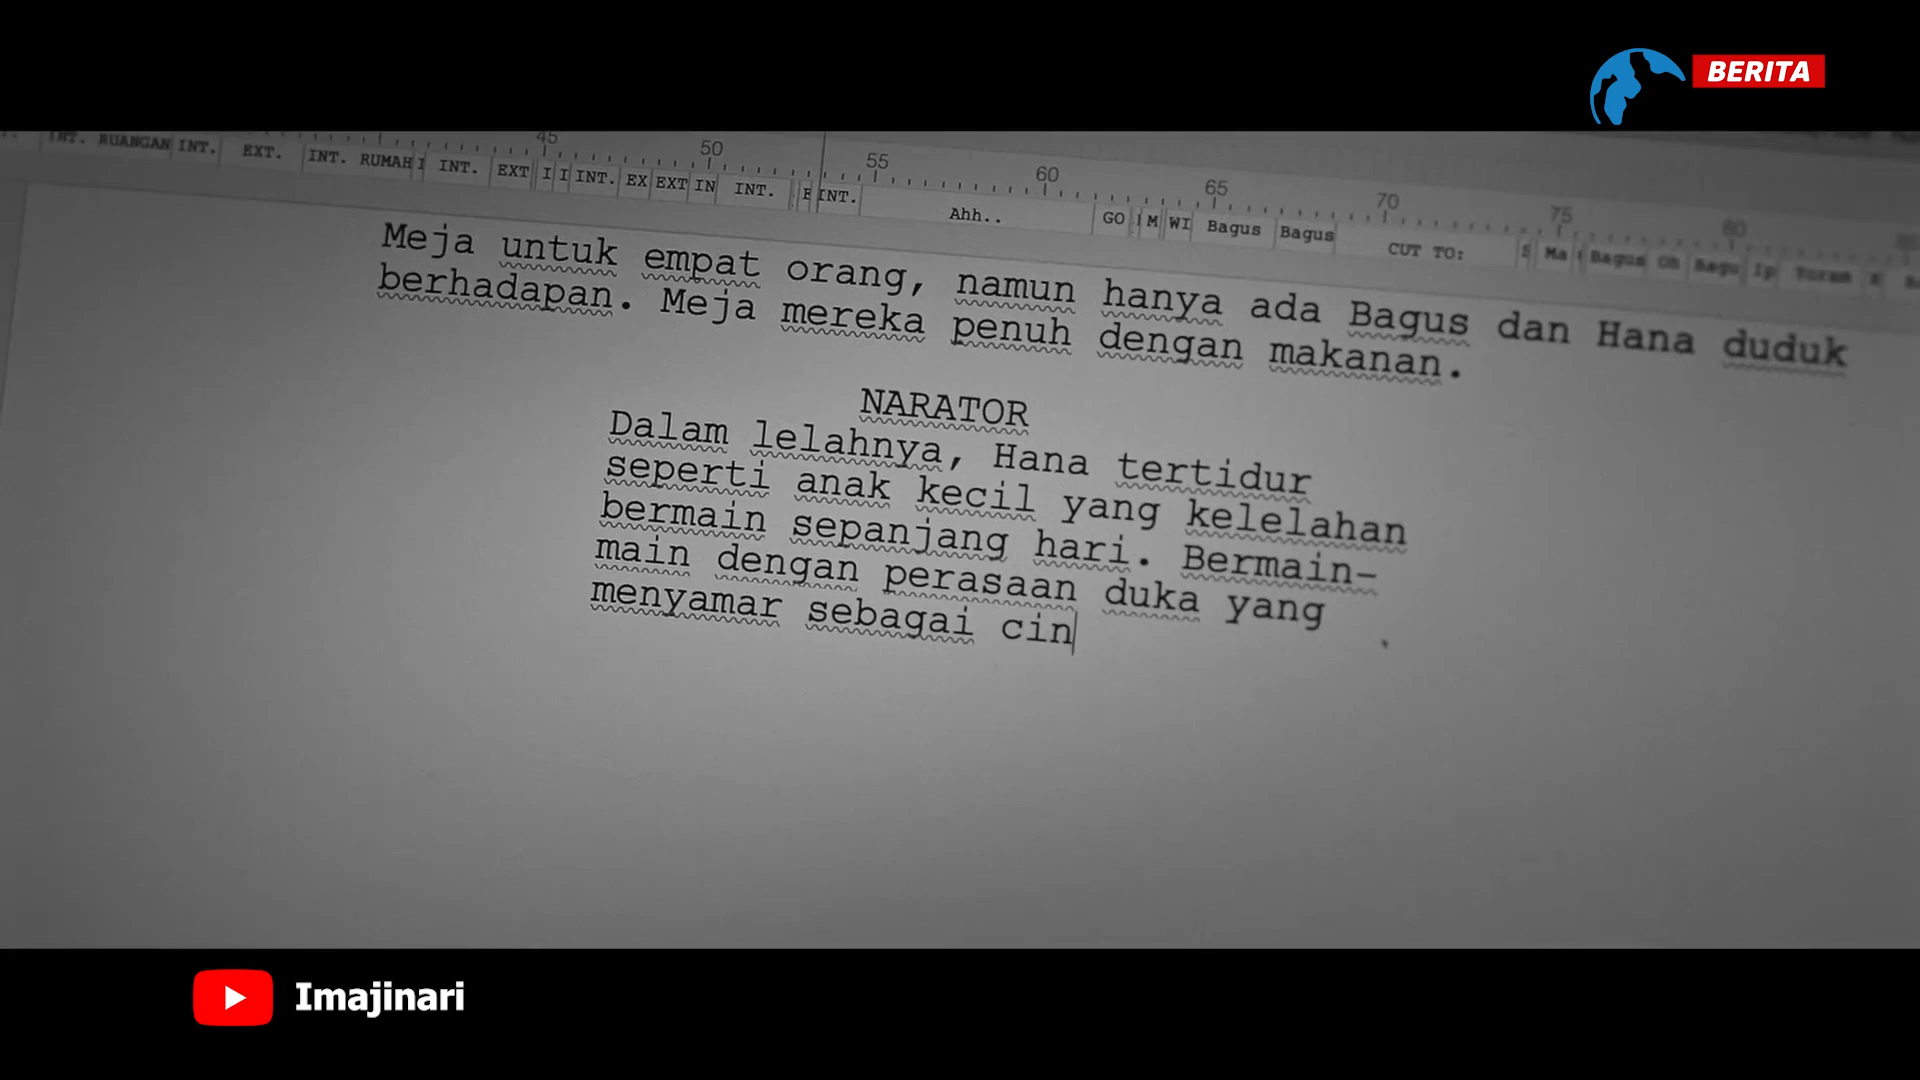 BERITA
45 50 55 60 65 70 75 80
INT. RUANGAN INT. EXT. INT. RUMAH I INT. EXT I I INT. EX EXT IN INT. E INT. Ahh.. GO M WI Bagus Bagus CUT TO: Ma Bagus
Meja untuk empat orang, namun hanya ada Bagus dan Hana duduk
berhadapan. Meja mereka penuh dengan makanan.
NARATOR
Dalam lelahnya, Hana tertidur
seperti anak kecil yang kelelahan
bermain sepanjang hari. Bermain-
main dengan perasaan duka yang
menyamar sebagai cin
Imajinari